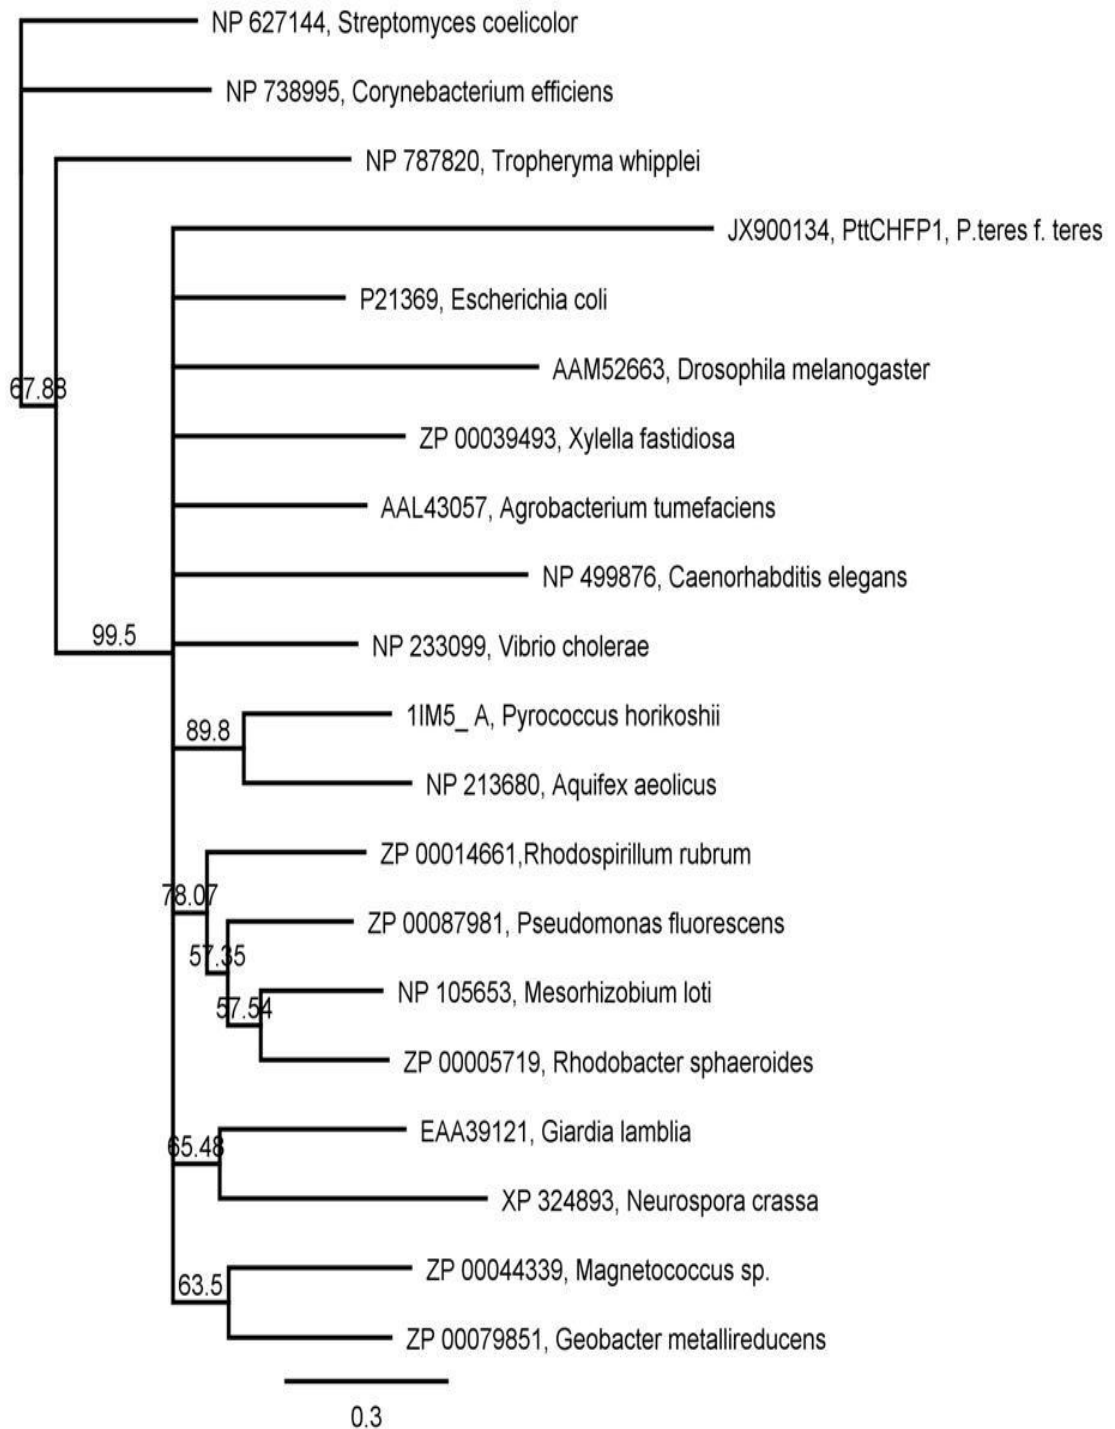 NP 627144, Streptomyces coelicolor
NP 738995, Corynebacterium efficiens
NP 787820, Tropheryma whipplei
JX900134, PttCHFP1, P.teres f. teres
P21369, Escherichia coli
AAM52663, Drosophila melanogaster
67.88
ZP 00039493, Xylella fastidiosa
AAL43057, Agrobacterium tumefaciens
NP 499876, Caenorhabditis elegans
99.5
NP 233099, Vibrio cholerae
1IM5_ A, Pyrococcus horikoshii
89.8
NP 213680, Aquifex aeolicus
ZP 00014661,Rhodospirillum rubrum
78.07
ZP 00087981, Pseudomonas fluorescens
57.35
NP 105653, Mesorhizobium loti
57.54
ZP 00005719, Rhodobacter sphaeroides
EAA39121, Giardia lamblia
65.48
XP 324893, Neurospora crassa
ZP 00044339, Magnetococcus sp.
63.5
ZP 00079851, Geobacter metallireducens
0.3